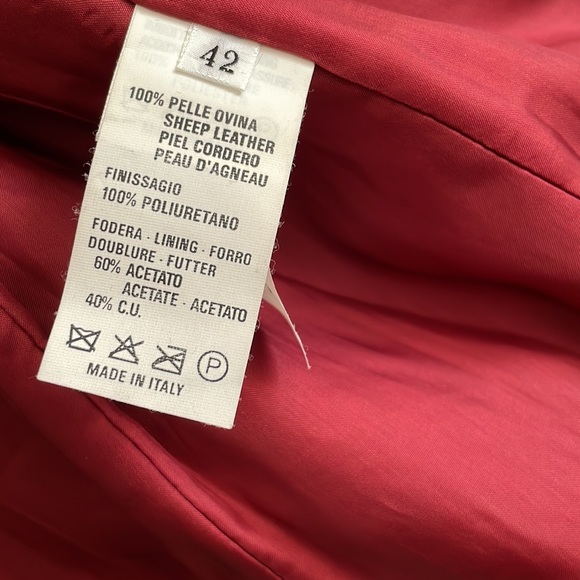 42
100% PELLE OVINA
SHEEP LEATHER
PIEL CORDERO
PEAU D'AGNEAU
FINISSAGIO
100% POLIURETANO
FODERA - LINING - FORRO
DOUBLURE - FUTTER
60% ACETATO
ACETATE - ACETATO
40% C.U.
P
MADE IN ITALY